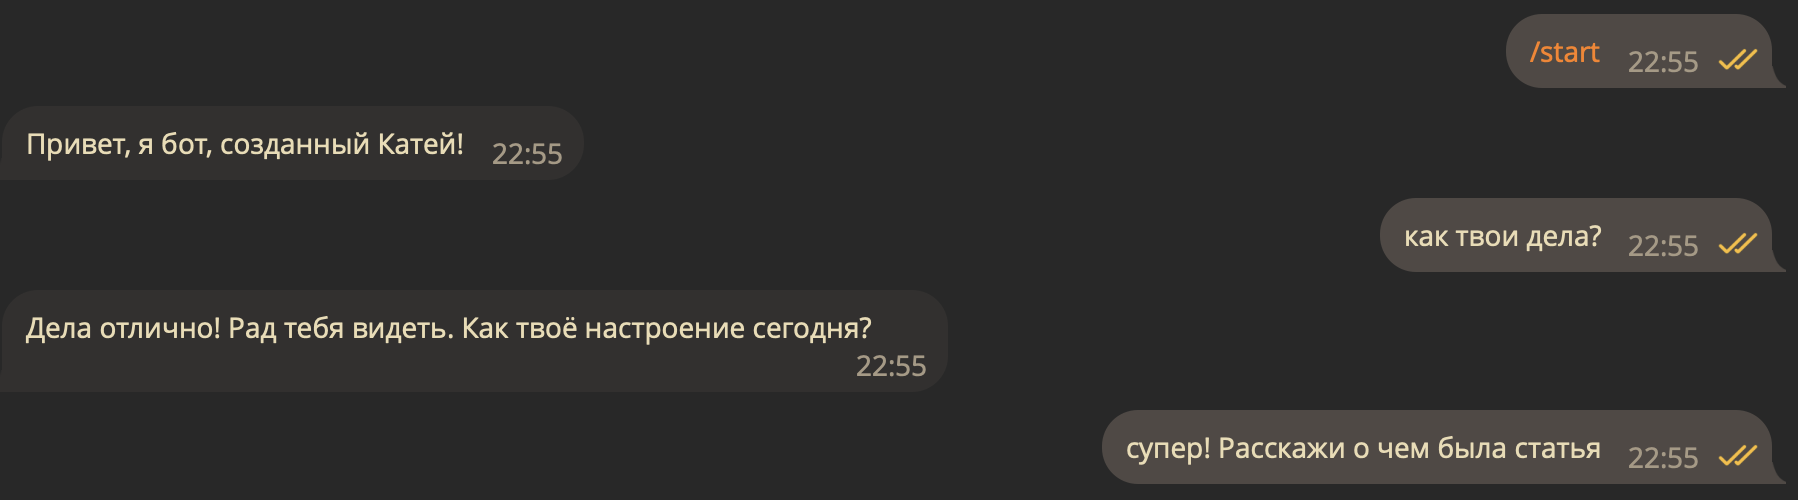 /start 22:55
Привет, я бот, созданный Катей! 22:55
как твои дела? 22:55
Дела отлично! Рад тебя видеть. Как твоё настроение сегодня?
22:55
супер! Расскажи о чем была статья 22:55